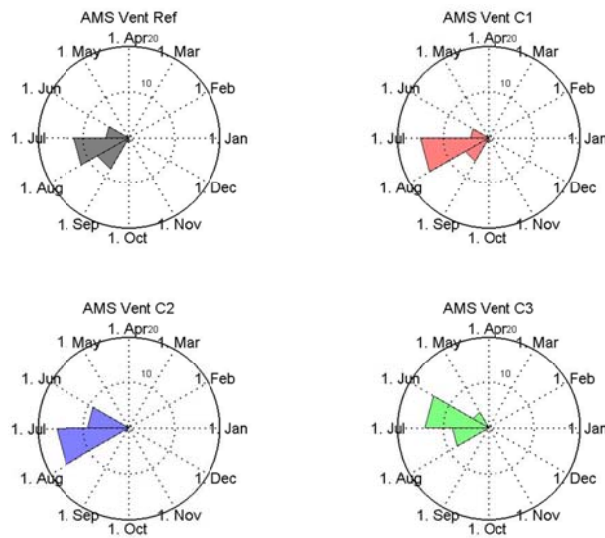 AMS Vent Ref
1. Apr 20
1. May 1. Mar
1. Jun 10 1. Feb
1. Jul 1. Jan
1. Aug 1. Dec
1. Sep 1. Nov
1. Oct
AMS Vent C1
1. Apr 20
1. May 1. Mar
1. Jun 10 1. Feb
1. Jul 1. Jan
1. Aug 1. Dec
1. Sep 1. Nov
1. Oct
AMS Vent C2
1. Apr 20
1. May 1. Mar
1. Jun 10 1. Feb
1. Jul 1. Jan
1. Aug 1. Dec
1. Sep 1. Nov
1. Oct
AMS Vent C3
1. Apr 20
1. May 1. Mar
1. Jun 10 1. Feb
1. Jul 1. Jan
1. Aug 1. Dec
1. Sep 1. Nov
1. Oct